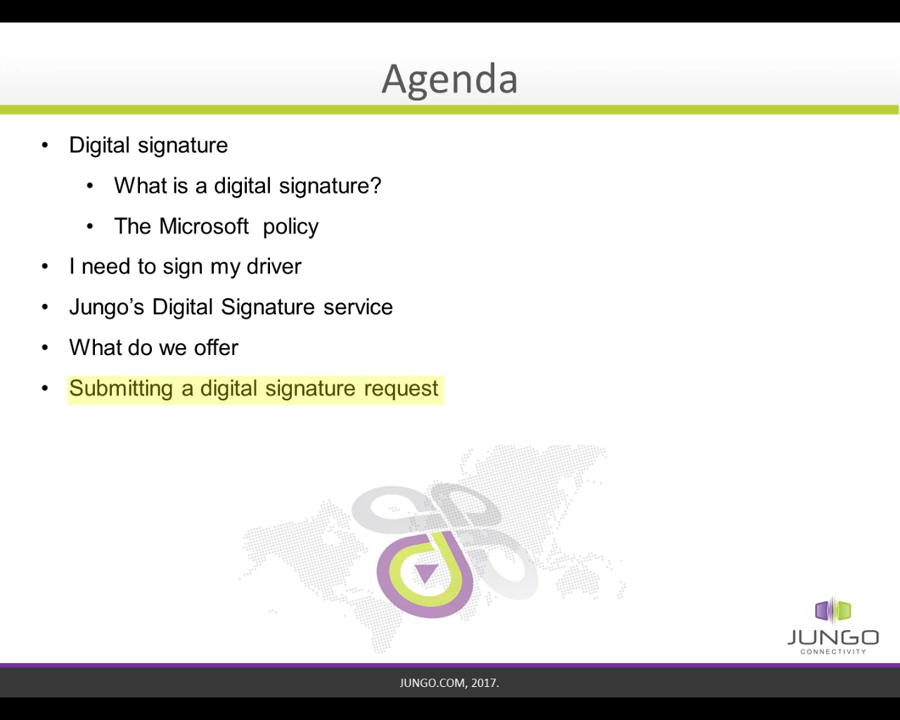 Agenda
• Digital signature
• What is a digital signature?
• The Microsoft  policy
• I need to sign my driver
• Jungo’s Digital Signature service
• What do we offer
• Submitting a digital signature request
JUNGO
CONNECTIVITY
JUNGO.COM, 2017.